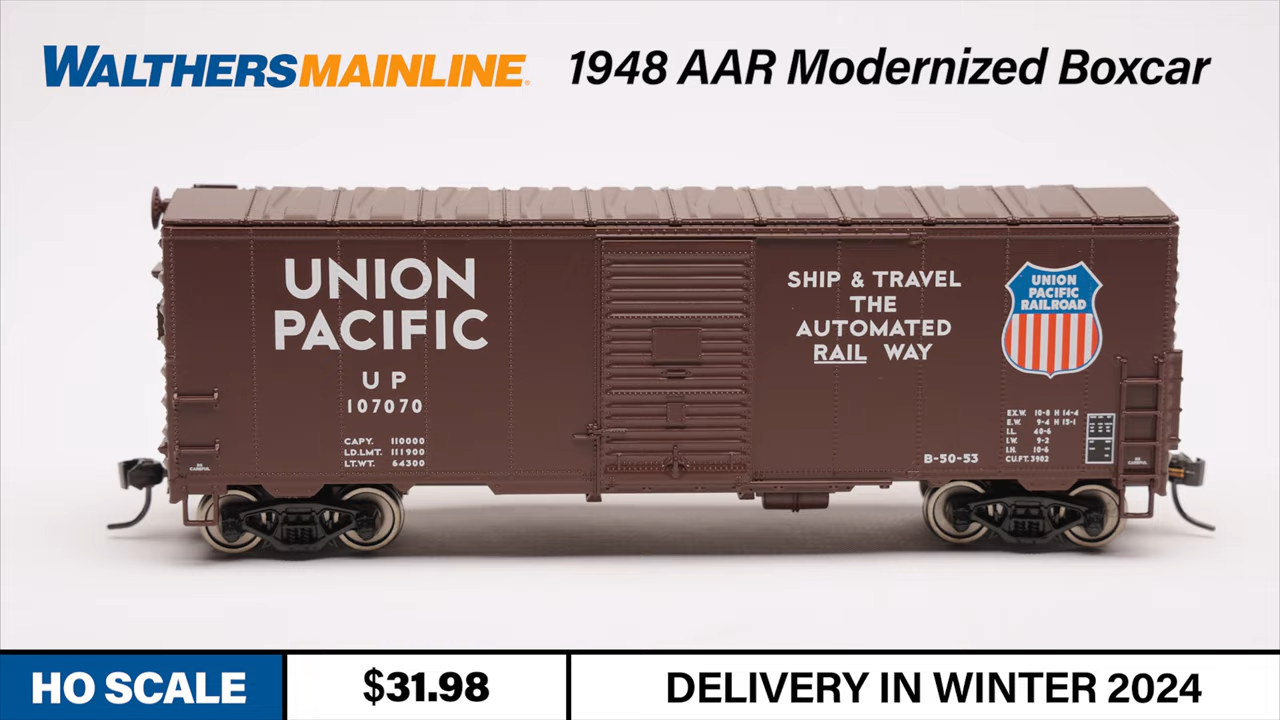 WALTHERS MAINLINE
1948 AAR Modernized Boxcar
UNION
PACIFIC
U P
107070
CAPY. 110000
LD.LMT. 111900
LT.WT. 64300
SHIP & TRAVEL
THE
AUTOMATED
RAIL WAY
UNION
PACIFIC
RAILROAD
EX.W. 10-8 H 14-4
E.W. 9-4 H 15-1
I.L. 40-6
I.W. 9-2
I.H. 10-6
CU.FT. 3902
B-50-53
HO SCALE
$31.98
DELIVERY IN WINTER 2024